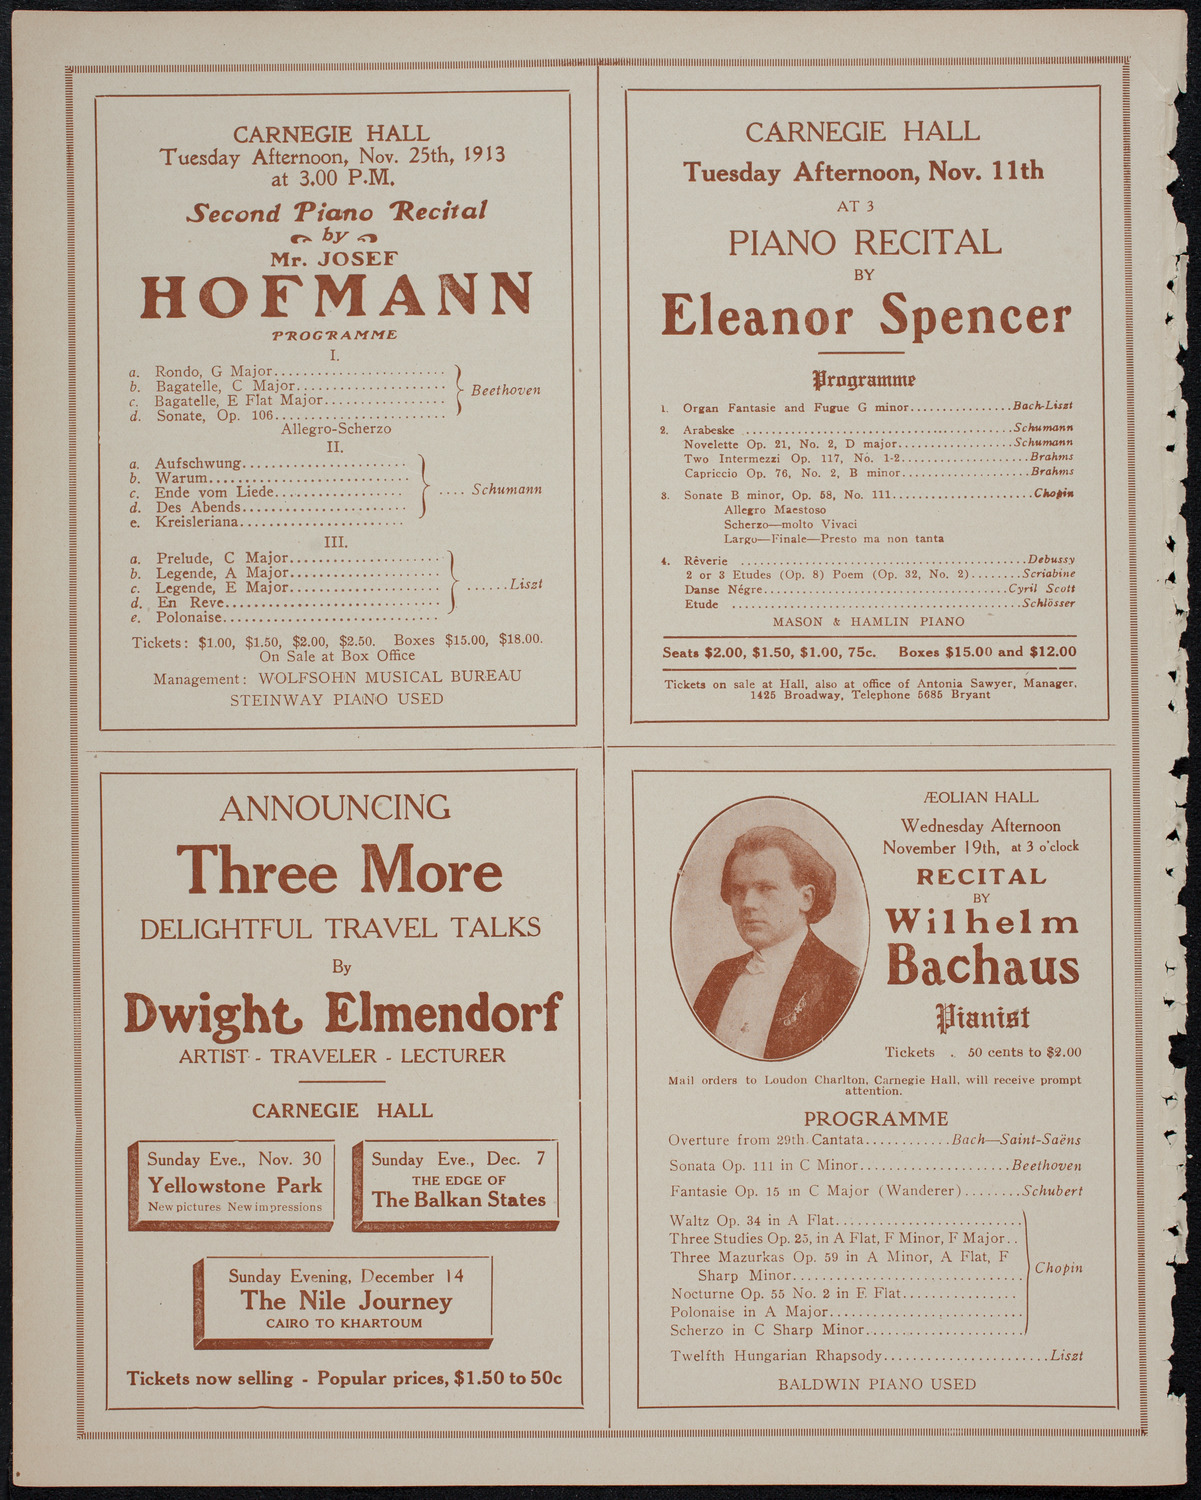 CARNEGIE HALL
Tuesday Afternoon, Nov. 25th, 1913
at 3.00 P.M.
Second Piano Recital
by
Mr. JOSEF
HOFMANN
PROGRAMME
I.
a. Rondo, G Major........................
b. Bagatelle, C Major.....................
c. Bagatelle, E Flat Major................. Beethoven
d. Sonate, Op. 106........................
Allegro-Scherzo
II.
a. Aufschwung.......................
b. Warum............................
c. Ende vom Liede.................. .... Schumann
d. Des Abends.......................
e. Kreisleriana.......................
III.
a. Prelude, C Major.....................
b. Legende, A Major.....................
c. Legende, E Major..................... ......Liszt
d. En Reve..............................
e. Polonaise..............................
Tickets: $1.00, $1.50, $2.00, $2.50. Boxes $15.00, $18.00.
On Sale at Box Office
Management: WOLFSOHN MUSICAL BUREAU
STEINWAY PIANO USED
CARNEGIE HALL
Tuesday Afternoon, Nov. 11th
AT 3
PIANO RECITAL
BY
Eleanor Spencer
Programme
1. Organ Fantasie and Fugue G minor................Bach-Liszt
2. Arabeske ..........................................Schumann
Novelette Op. 21, No. 2, D major..................Schumann
Two Intermezzi Op. 117, No. 1-2....................Brahms
Capriccio Op. 76, No. 2, B minor....................Brahms
3. Sonate B minor, Op. 58, No. 111......................Chopin
Allegro Maestoso
Scherzo—molto Vivaci
Largo—Finale—Presto ma non tanta
4. Rêverie .............................................Debussy
2 or 3 Etudes (Op. 8) Poem (Op. 32, No. 2)........Scriabine
Danse Négre......................................Cyril Scott
Etude .............................................Schlösser
MASON & HAMLIN PIANO
Seats $2.00, $1.50, $1.00, 75c. Boxes $15.00 and $12.00
Tickets on sale at Hall, also at office of Antonia Sawyer, Manager,
1425 Broadway, Telephone 5685 Bryant
ANNOUNCING
Three More
DELIGHTFUL TRAVEL TALKS
By
Dwight Elmendorf
ARTIST - TRAVELER - LECTURER
CARNEGIE HALL
Sunday Eve., Nov. 30
Yellowstone Park
New pictures New impressions
Sunday Eve., Dec. 7
THE EDGE OF
The Balkan States
Sunday Evening, December 14
The Nile Journey
CAIRO TO KHARTOUM
Tickets now selling - Popular prices, $1.50 to 50c
ÆOLIAN HALL
Wednesday Afternoon
November 19th, at 3 o'clock
RECITAL
BY
Wilhelm
Bachaus
Pianist
Tickets . 50 cents to $2.00
Mail orders to Loudon Charlton, Carnegie Hall, will receive prompt
attention.
PROGRAMME
Overture from 29th Cantata............Bach—Saint-Saëns
Sonata Op. 111 in C Minor.....................Beethoven
Fantasie Op. 15 in C Major (Wanderer)........Schubert
Waltz Op. 34 in A Flat..........................
Three Studies Op. 25, in A Flat, F Minor, F Major..
Three Mazurkas Op. 59 in A Minor, A Flat, F
Sharp Minor................................ Chopin
Nocturne Op. 55 No. 2 in E Flat................
Polonaise in A Major...........................
Scherzo in C Sharp Minor......................
Twelfth Hungarian Rhapsody.......................Liszt
BALDWIN PIANO USED